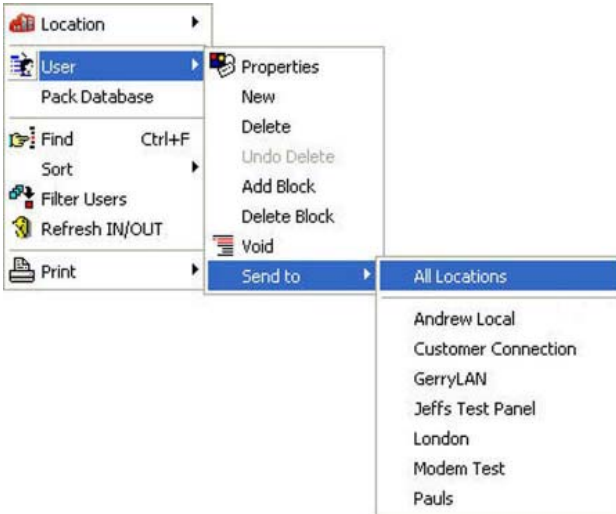 Location
User
Pack Database
Find Ctrl+F
Sort
Filter Users
Refresh IN/OUT
Print
Properties
New
Delete
Undo Delete
Add Block
Delete Block
Void
Send to
All Locations
Andrew Local
Customer Connection
GerryLAN
Jeffs Test Panel
London
Modem Test
Pauls